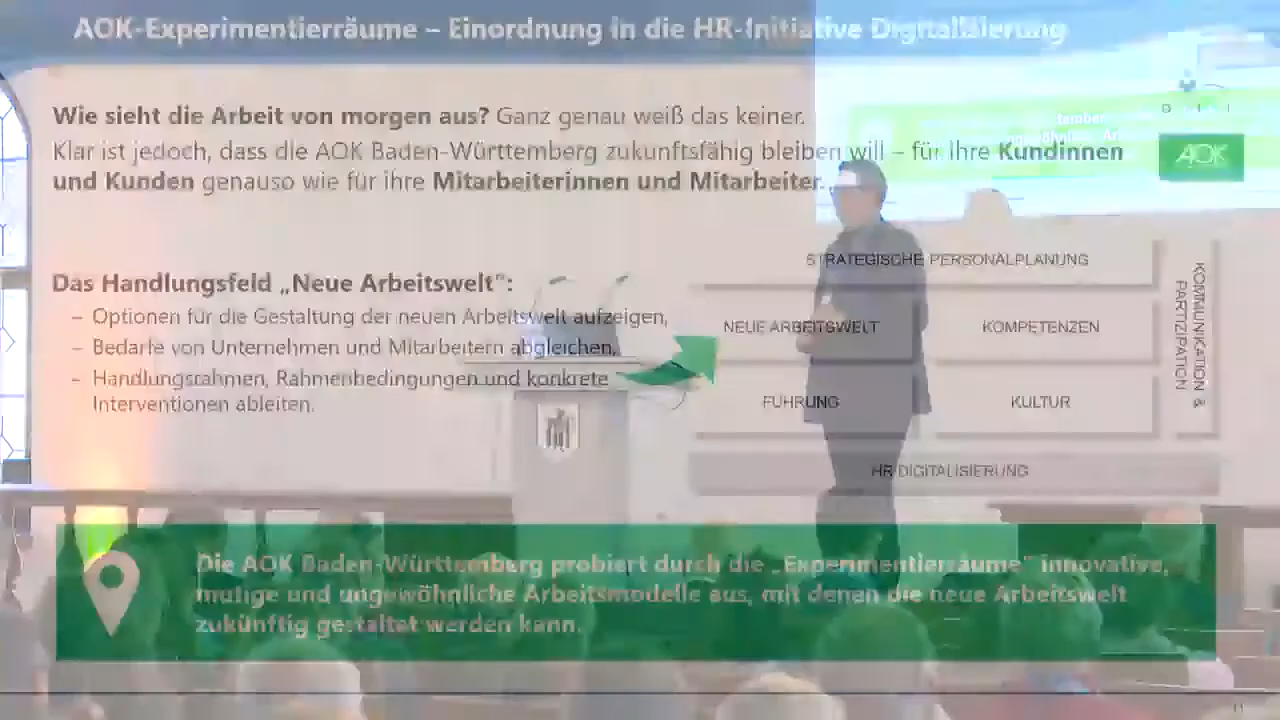 AOK-Experimentierräume – Einordnung in die HR-Initiative Digitalisierung
Wie sieht die Arbeit von morgen aus? Ganz genau weiß das keiner.
Klar ist jedoch, dass die AOK Baden-Württemberg zukunftsfähig bleiben will – für ihre Kundinnen
und Kunden genauso wie für ihre Mitarbeiterinnen und Mitarbeiter.
AOK
Das Handlungsfeld „Neue Arbeitswelt“:
– Optionen für die Gestaltung der neuen Arbeitswelt aufzeigen,
– Bedarfe von Unternehmen und Mitarbeitern abgleichen,
– Handlungsrahmen, Rahmenbedingungen und konkrete
Interventionen ableiten.
STRATEGISCHE PERSONALPLANUNG
NEUE ARBEITSWELT
KOMPETENZEN
FÜHRUNG
KULTUR
HR DIGITALISIERUNG
KOMMUNIKATION &
PARTIZIPATION
Die AOK Baden-Württemberg probiert durch die „Experimentierräume“ innovative,
mutige und ungewöhnliche Arbeitsmodelle aus, mit denen die neue Arbeitswelt
zukünftig gestaltet werden kann.
11